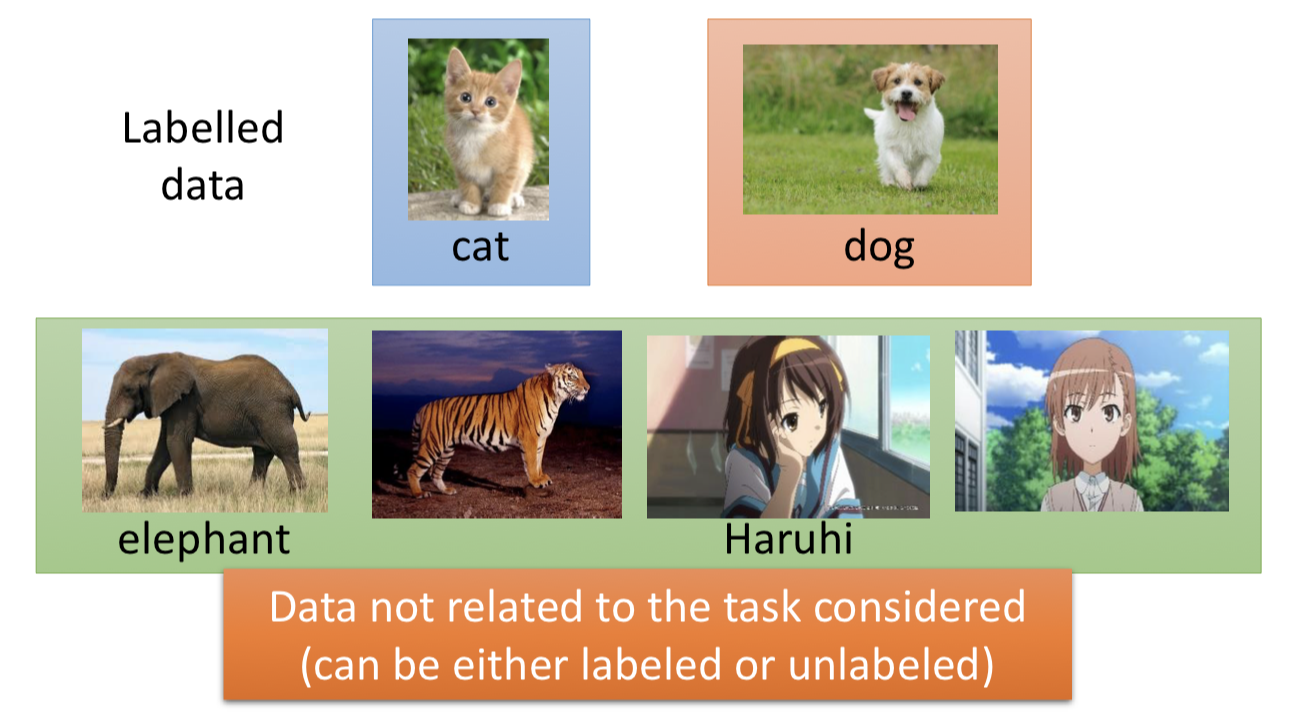 Labelled
data
cat
dog
elephant
Haruhi
Data not related to the task considered
(can be either labeled or unlabeled)